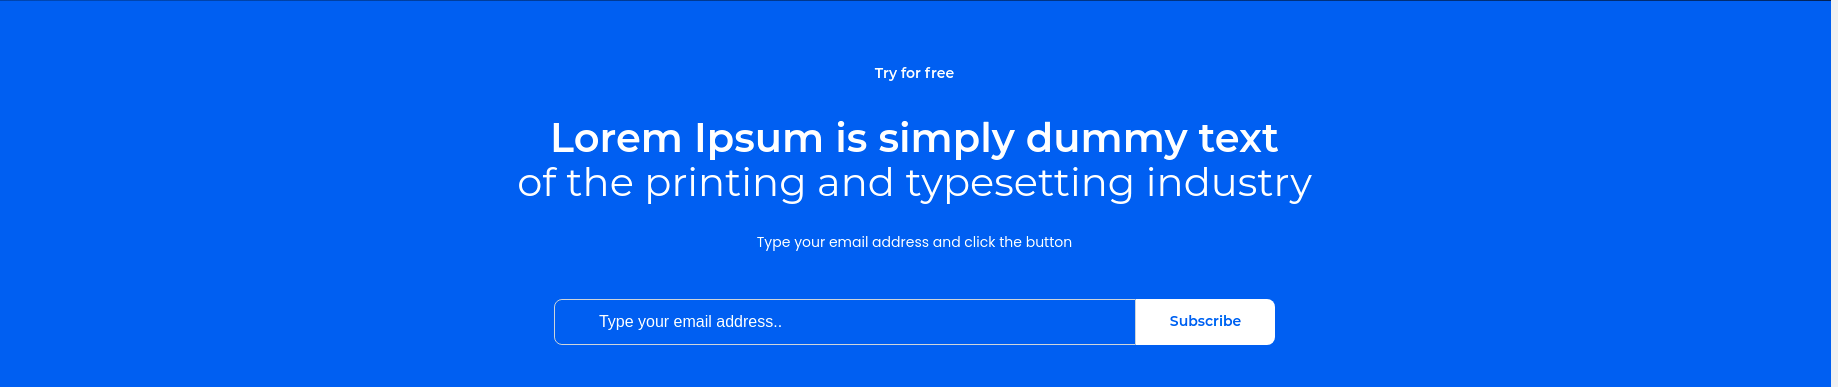 Try for free
Lorem Ipsum is simply dummy text
of the printing and typesetting industry
Type your email address and click the button
Type your email address..
Subscribe